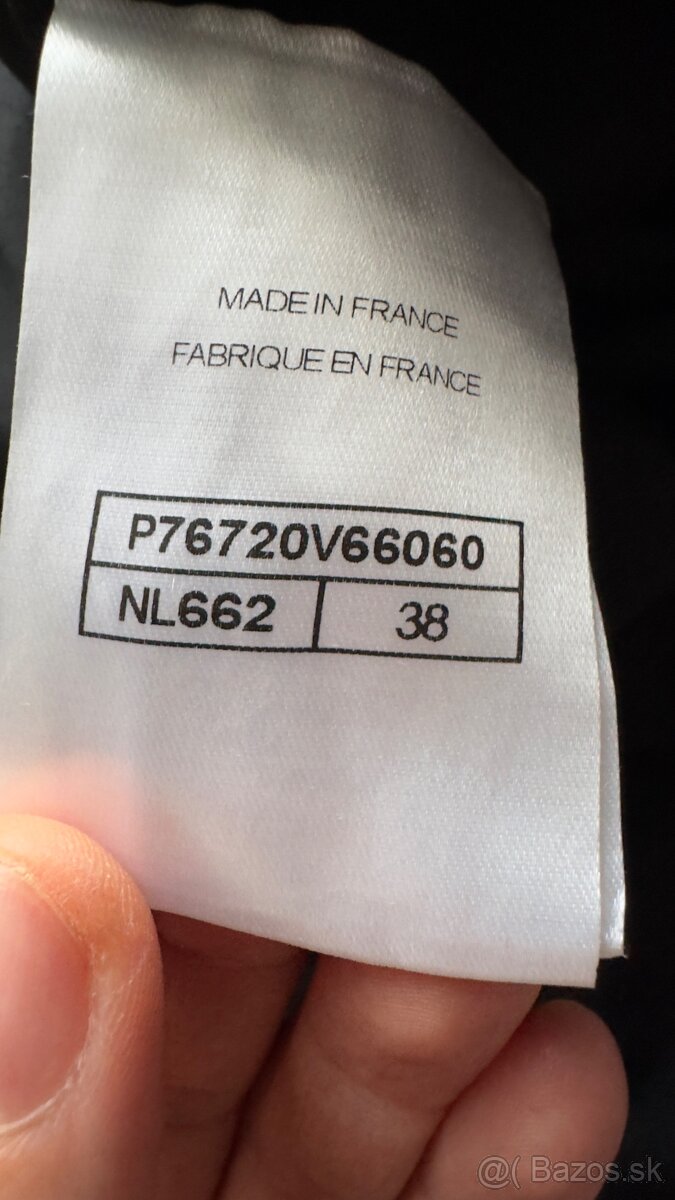 MADE IN FRANCE
FABRIQUE EN FRANCE
P76720V66060
NL662 38
@( Bazos.sk